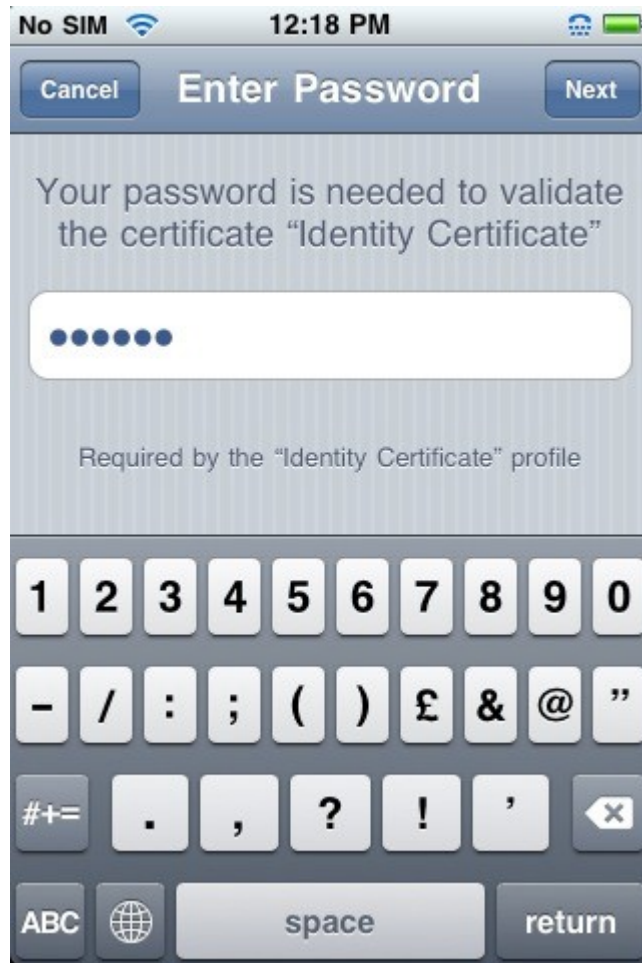 No SIM 12:18 PM
Cancel Enter Password Next
Your password is needed to validate
the certificate “Identity Certificate”
••••••
Required by the “Identity Certificate” profile
1 2 3 4 5 6 7 8 9 0
- / : ; ( ) £ & @ ”
#+= . , ? ! ’
ABC space return